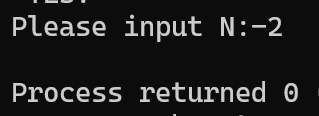 Please input N:-2
Process returned 0